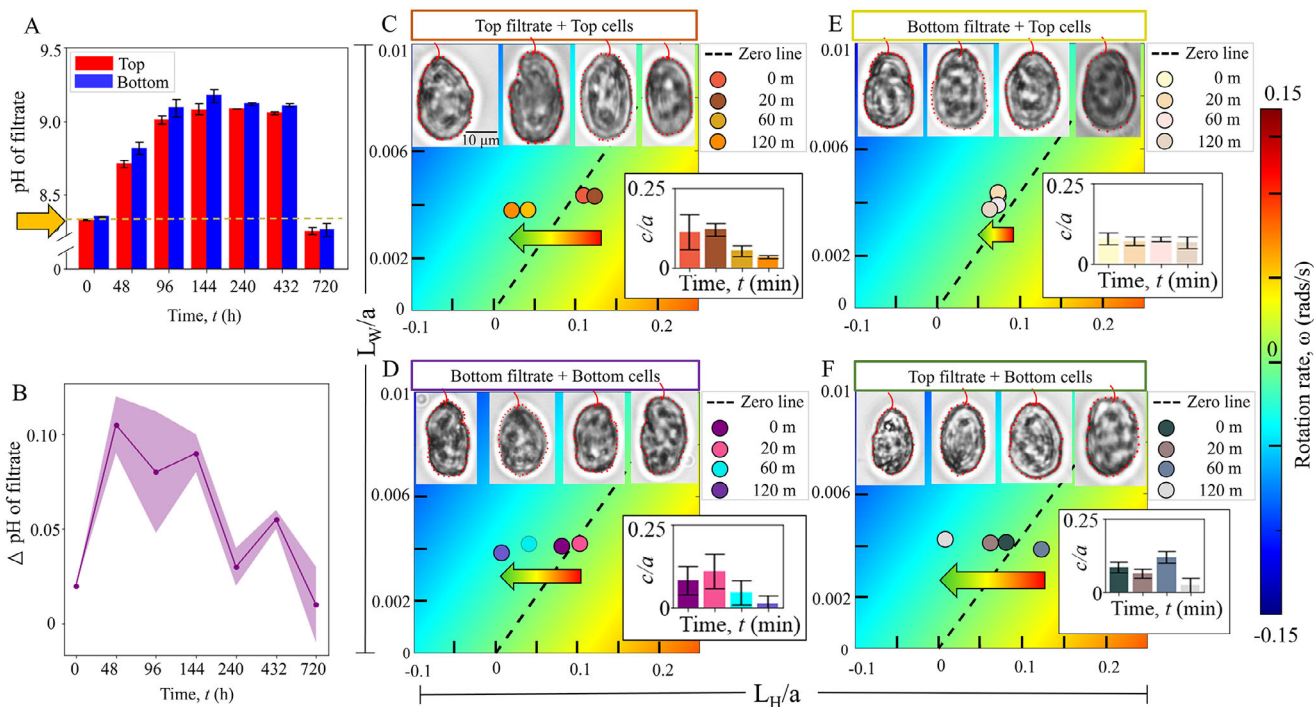 A
9.5
9.0
8.5
0
pH of filtrate
Top
Bottom
0 48 96 144 240 432 720
Time, t (h)
B
0.10
0.05
0
Δ pH of filtrate
0 48 96 144 240 432 720
Time, t (h)
L_W/a
C
Top filtrate + Top cells
0.01
0.006
0.002
0
-0.1 0 0.1 0.2
10 μm
Zero line
0 m
20 m
60 m
120 m
0.25
c/a
0
Time, t (min)
E
Bottom filtrate + Top cells
0.01
0.006
0.002
0
-0.1 0 0.1 0.2
Zero line
0 m
20 m
60 m
120 m
0.25
c/a
0
Time, t (min)
D
Bottom filtrate + Bottom cells
0.01
0.006
0.002
0
-0.1 0 0.1 0.2
Zero line
0 m
20 m
60 m
120 m
0.25
c/a
0
Time, t (min)
F
Top filtrate + Bottom cells
0.01
0.006
0.002
0
-0.1 0 0.1 0.2
Zero line
0 m
20 m
60 m
120 m
0.25
c/a
0
Time, t (min)
L_H/a
0.15
0
-0.15
Rotation rate, ω (rads/s)